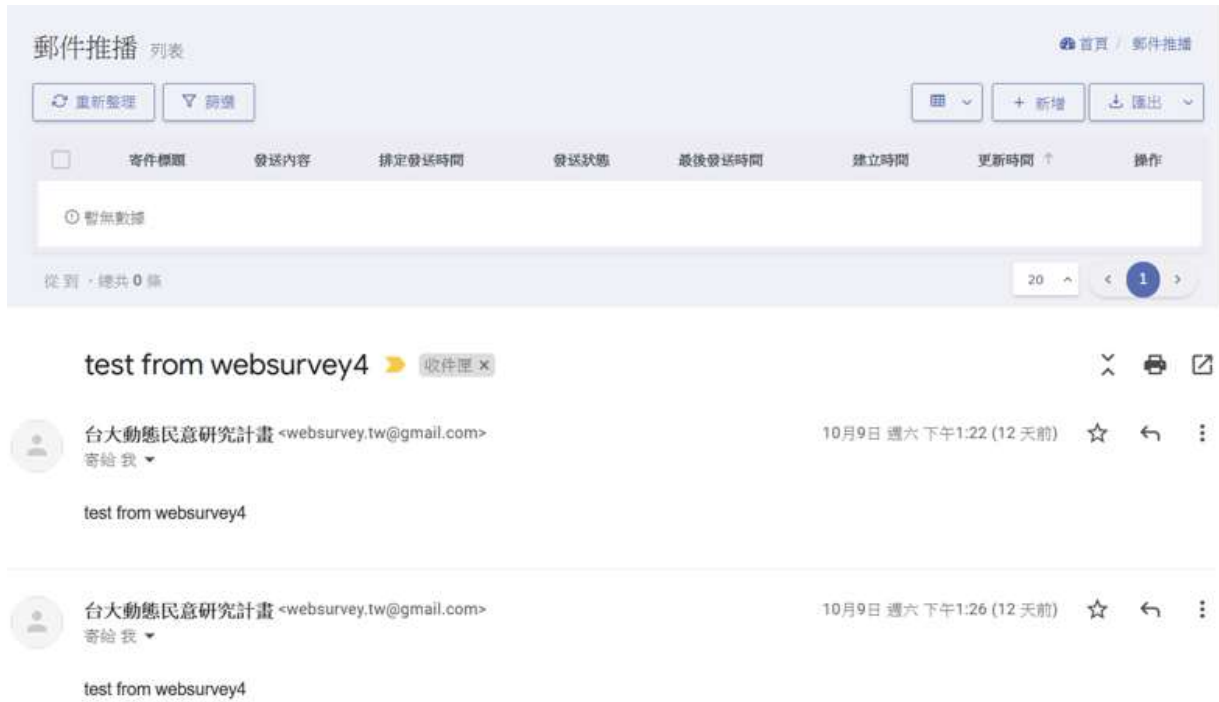 郵件推播 列表
首頁 / 郵件推播
重新整理 篩選
+ 新增 匯出
寄件標題 發送內容 排定發送時間 發送狀態 最後發送時間 建立時間 更新時間 ↑ 操作
暫無數據
從 到 ，總共 0 條
20 < 1 >
test from websurvey4 收件匣 ×
台大動態民意研究計畫 <websurvey.tw@gmail.com> 10月9日 週六 下午1:22 (12 天前)
寄給 我
test from websurvey4
台大動態民意研究計畫 <websurvey.tw@gmail.com> 10月9日 週六 下午1:26 (12 天前)
寄給 我
test from websurvey4